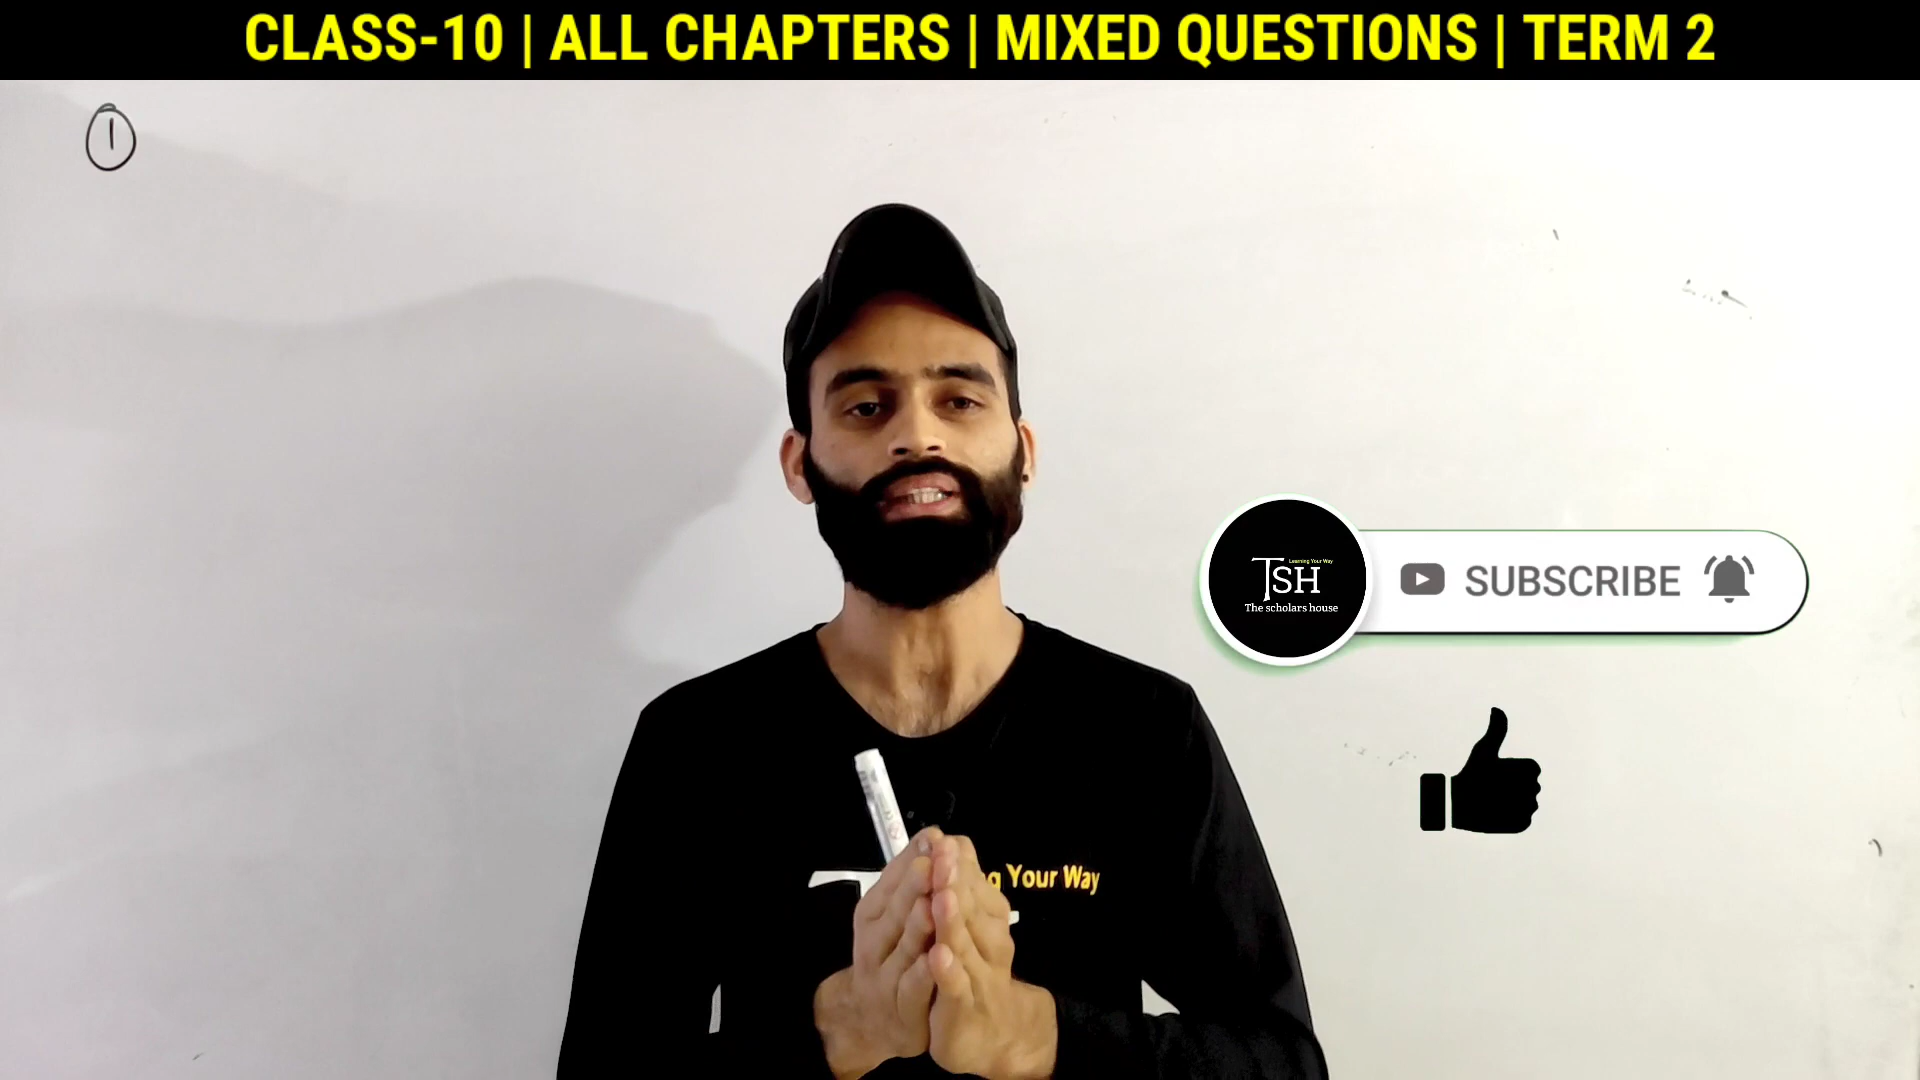 CLASS-10 | ALL CHAPTERS | MIXED QUESTIONS | TERM 2
1
Learning Your Way
TSH
The scholars house
SUBSCRIBE
Your Way